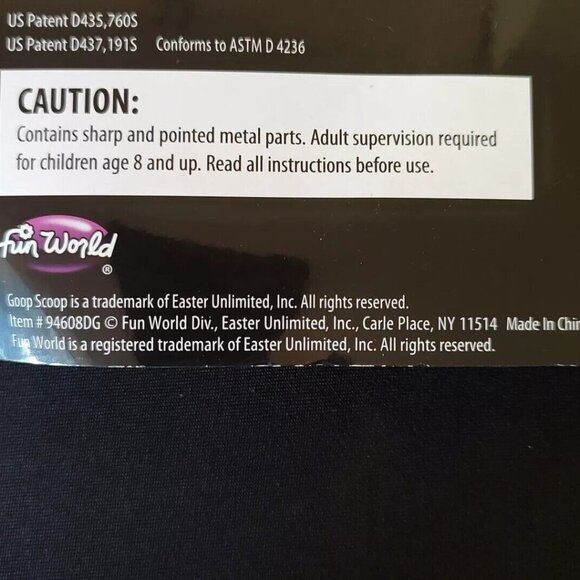 US Patent D435,760S
US Patent D437,191S Conforms to ASTM D 4236
CAUTION:
Contains sharp and pointed metal parts. Adult supervision required
for children age 8 and up. Read all instructions before use.
fun World
®
Goop Scoop is a trademark of Easter Unlimited, Inc. All rights reserved.
Item # 94608DG © Fun World Div., Easter Unlimited, Inc., Carle Place, NY 11514 Made In Chin
Fun World is a registered trademark of Easter Unlimited, Inc. All rights reserved.